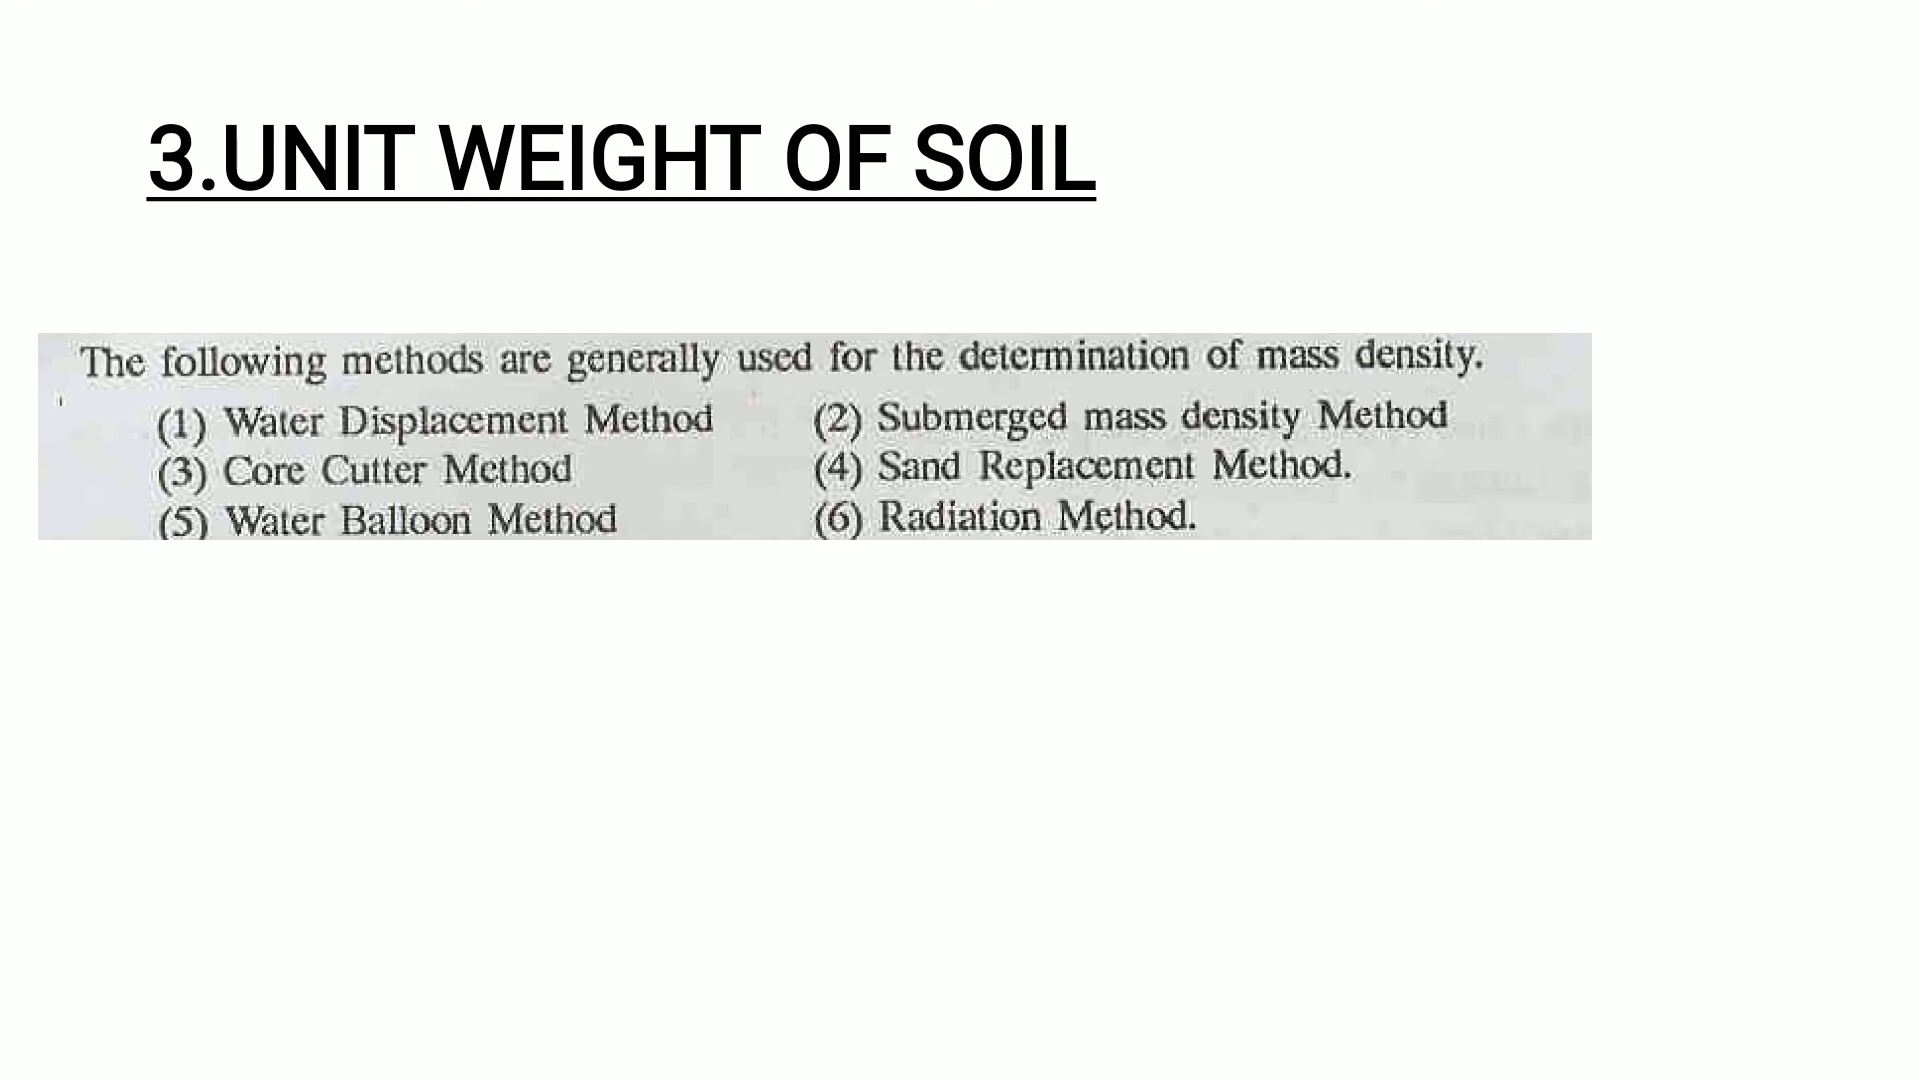 3.UNIT WEIGHT OF SOIL
The following methods are generally used for the determination of mass density.
(1) Water Displacement Method (2) Submerged mass density Method
(3) Core Cutter Method (4) Sand Replacement Method.
(5) Water Balloon Method (6) Radiation Method.